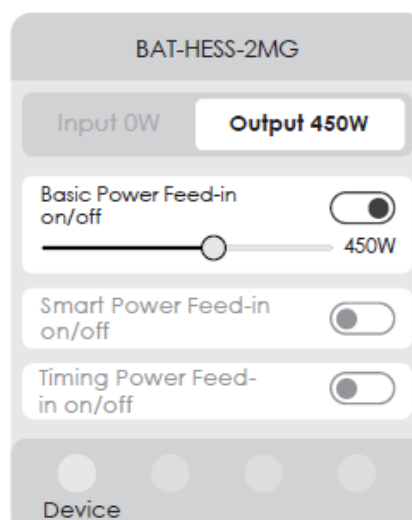 BAT-HESS-2MG
Input 0W
Output 450W
Basic Power Feed-in
on/off
450W
Smart Power Feed-in
on/off
Timing Power Feed-
in on/off
Device